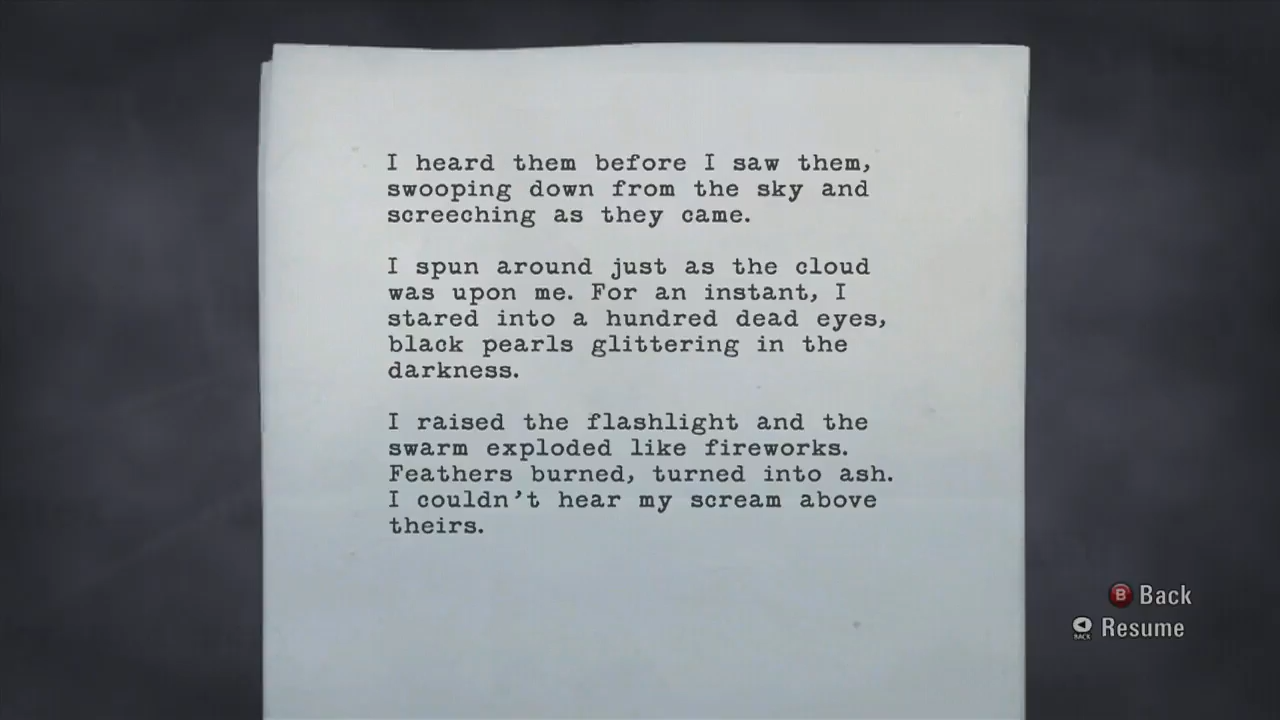 I heard them before I saw them,
swooping down from the sky and
screeching as they came.
I spun around just as the cloud
was upon me. For an instant, I
stared into a hundred dead eyes,
black pearls glittering in the
darkness.
I raised the flashlight and the
swarm exploded like fireworks.
Feathers burned, turned into ash.
I couldn't hear my scream above
theirs.
B Back
BACK Resume